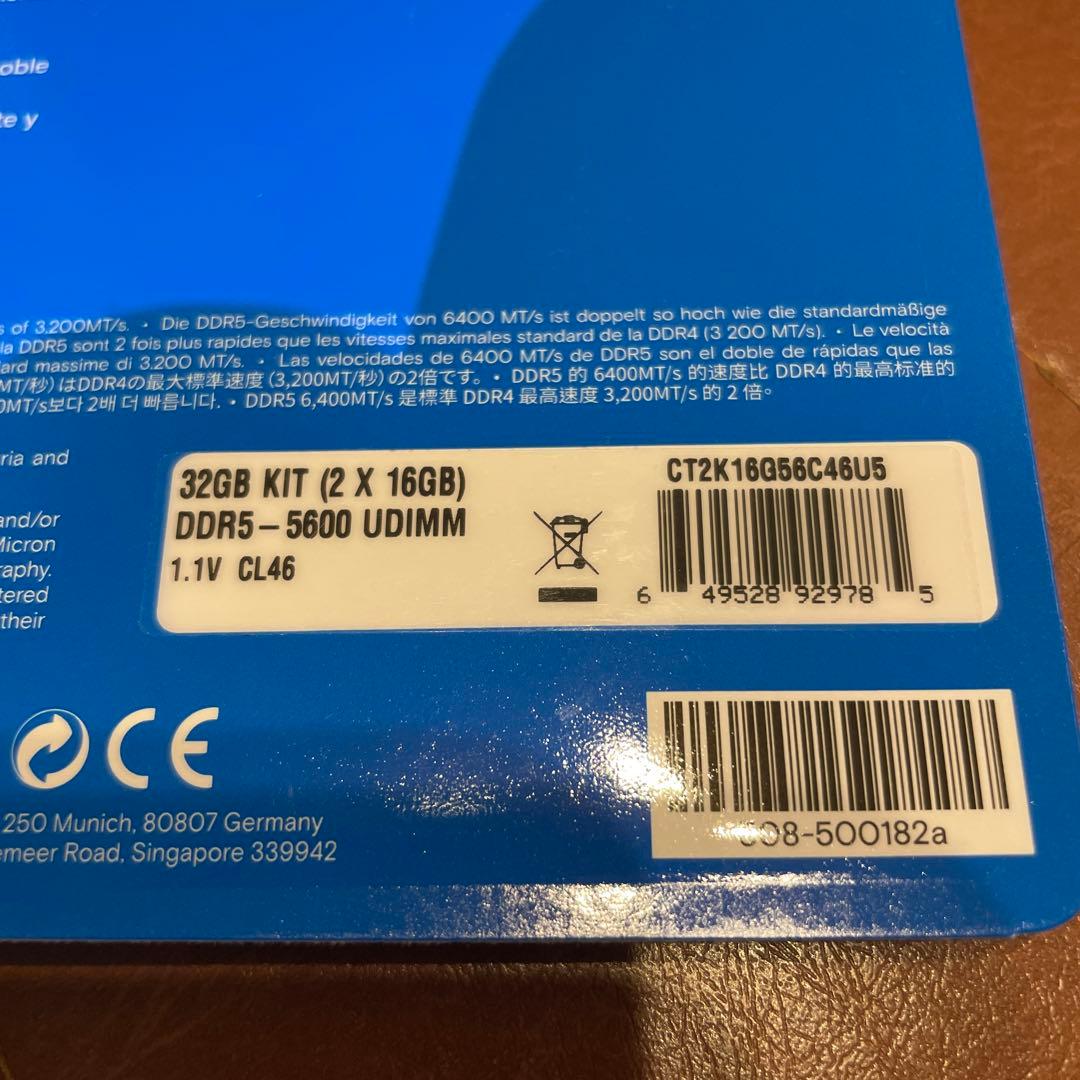 oble
te y
s of 3,200MT/s. • Die DDR5-Geschwindigkeit von 6400 MT/s ist doppelt so hoch wie die standardmäßige
la DDR5 sont 2 fois plus rapides que les vitesses maximales standard de la DDR4 (3 200 MT/s). • Le velocità
dard massime di 3.200 MT/s. • Las velocidades de 6400 MT/s de DDR5 son el doble de rápidas que las
MT/秒)はDDR4の最大標準速度(3,200MT/秒)の2倍です。• DDR5 的 6400MT/s 的速度比 DDR4 的最高标准的
0MT/s보다 2배 더 빠릅니다. • DDR5 6,400MT/s 是標準 DDR4 最高速度 3,200MT/s 的 2 倍。
ria and
and/or
Micron
raphy.
tered
their
32GB KIT (2 X 16GB)
DDR5-5600 UDIMM
1.1V CL46
CT2K16G56C46U5
6 49528 92978 5
CE
250 Munich, 80807 Germany
emeer Road, Singapore 339942
08-500182a